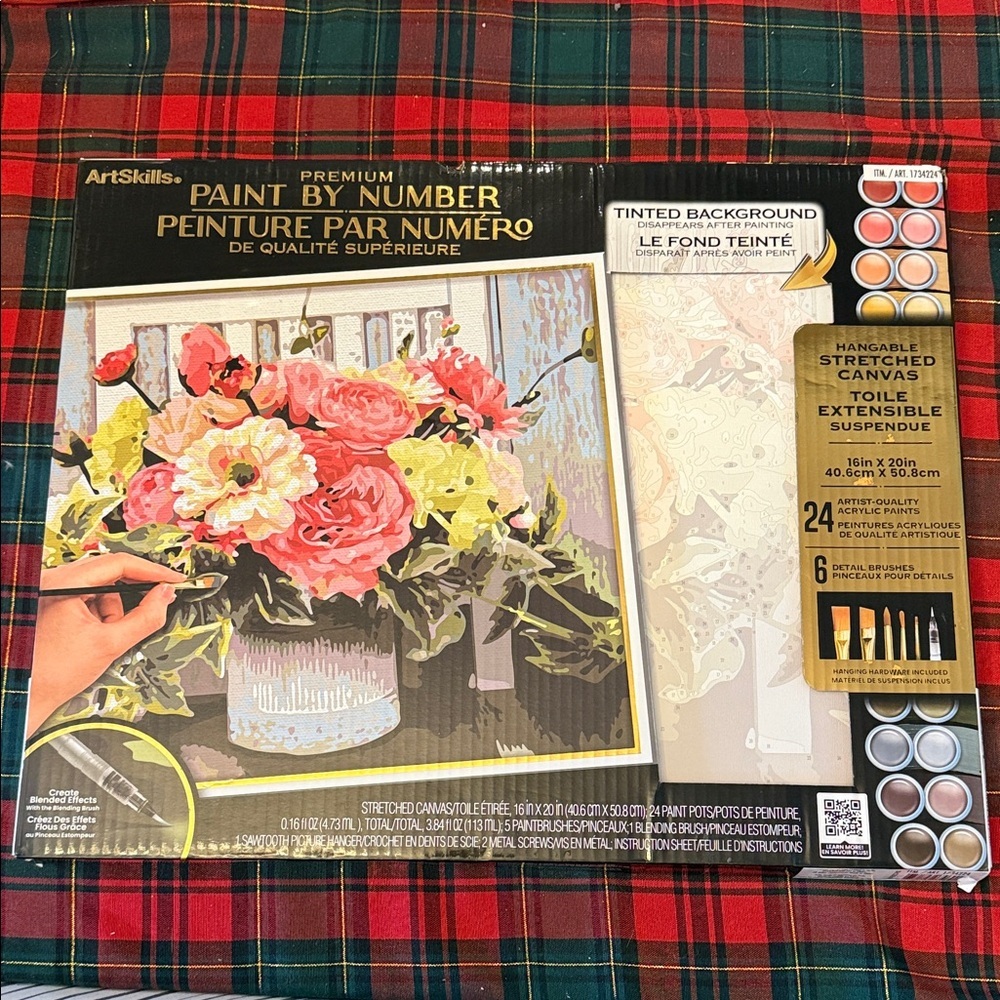 ArtSkills®
PREMIUM
PAINT BY NUMBER
PEINTURE PAR NUMÉRO
DE QUALITÉ SUPÉRIEURE
ITM. / ART. 1734224
TINTED BACKGROUND
DISAPPEARS AFTER PAINTING
LE FOND TEINTÉ
DISPARAÎT APRÈS AVOIR PEINT
HANGABLE
STRETCHED
CANVAS
TOILE
EXTENSIBLE
SUSPENDUE
16in X 20in
40.6cm X 50.8cm
24 ARTIST-QUALITY
ACRYLIC PAINTS
PEINTURES ACRYLIQUES
DE QUALITÉ ARTISTIQUE
6 DETAIL BRUSHES
PINCEAUX POUR DÉTAILS
HANGING HARDWARE INCLUDED
MATÉRIEL DE SUSPENSION INCLUS
Create
Blended Effects
With the Blending Brush
Créez Des Effets
Flous Grâce
au Pinceau Estompeur
STRETCHED CANVAS/TOILE ÉTIRÉE, 16 in X 20 in (40.6 cm X 50.8 cm); 24 PAINT POTS/POTS DE PEINTURE,
0.16 fl OZ (4.73 mL), TOTAL/TOTAL, 3.84 fl OZ (113 mL); 5 PAINTBRUSHES/PINCEAUX; 1 BLENDING BRUSH/PINCEAU ESTOMPEUR;
1 SAWTOOTH PICTURE HANGER/CROCHET EN DENTS DE SCIE; 2 METAL SCREWS/VIS EN MÉTAL; INSTRUCTION SHEET/FEUILLE D'INSTRUCTIONS
LEARN MORE!
EN SAVOIR PLUS!